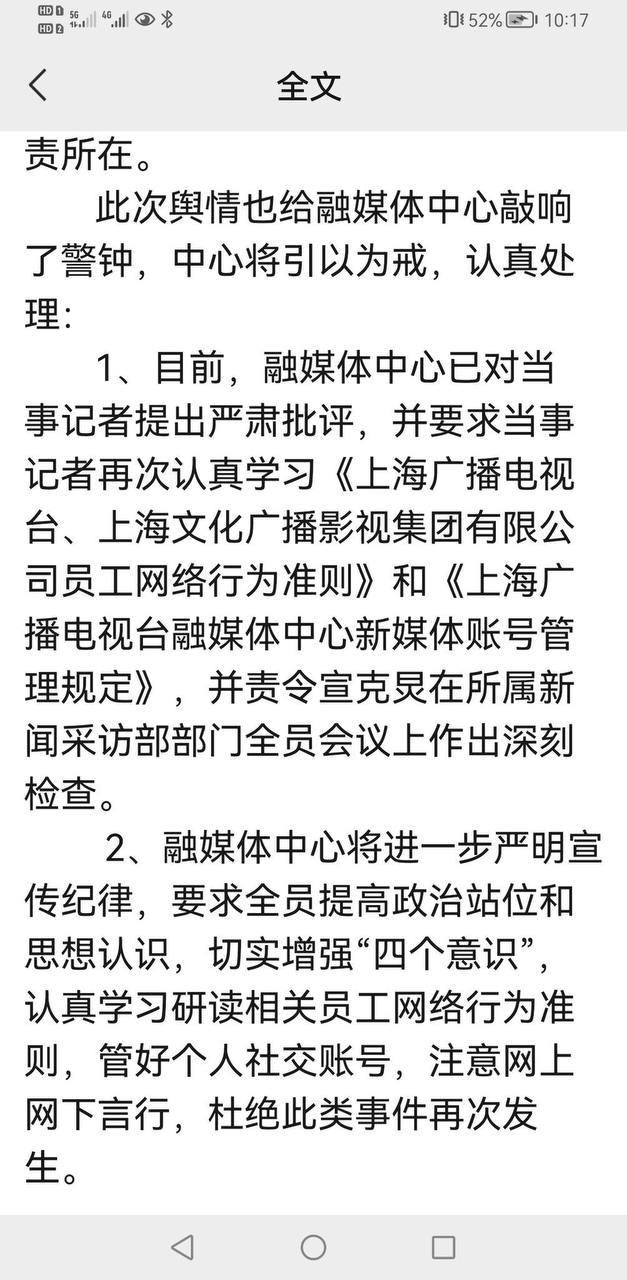 HD 1 5G 4G 52% 10:17
HD 2
全文
责所在。
此次舆情也给融媒体中心敲响
了警钟，中心将引以为戒，认真处
理：
1、目前，融媒体中心已对当
事记者提出严肃批评，并要求当事
记者再次认真学习《上海广播电视
台、上海文化广播影视集团有限公
司员工网络行为准则》和《上海广
播电视台融媒体中心新媒体账号管
理规定》，并责令宣克炅在所属新
闻采访部部门全员会议上作出深刻
检查。
2、融媒体中心将进一步严明宣
传纪律，要求全员提高政治站位和
思想认识，切实增强“四个意识”，
认真学习研读相关员工网络行为准
则，管好个人社交账号，注意网上
网下言行，杜绝此类事件再次发
生。